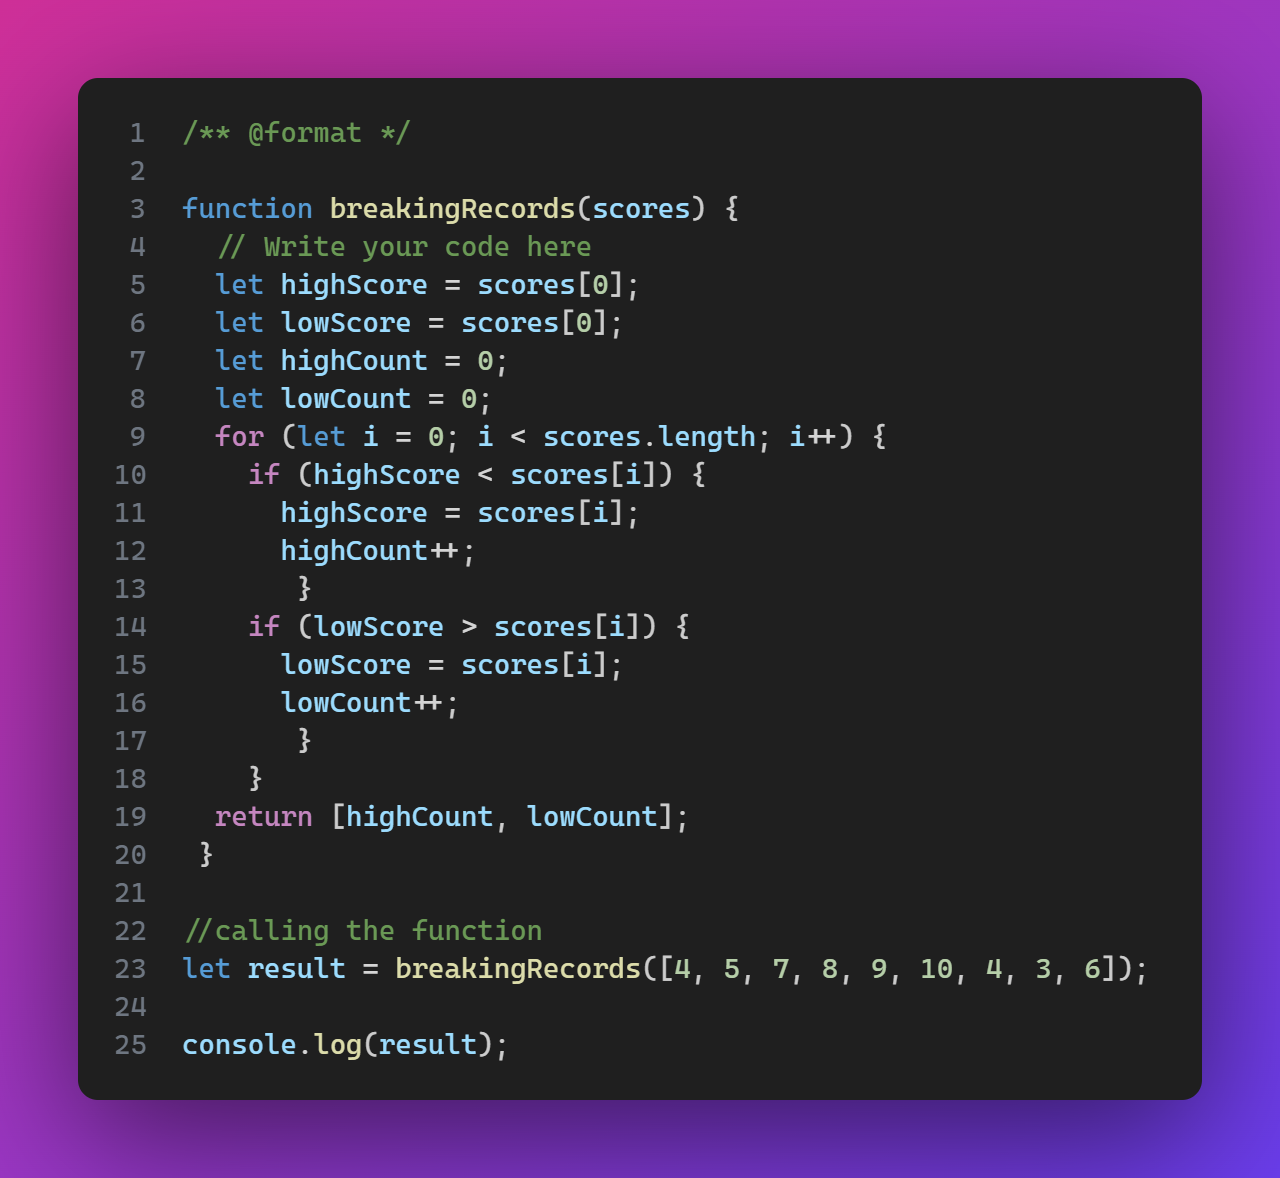 1 /** @format */
2
3 function breakingRecords(scores) {
4   // Write your code here
5   let highScore = scores[0];
6   let lowScore = scores[0];
7   let highCount = 0;
8   let lowCount = 0;
9   for (let i = 0; i < scores.length; i++) {
10     if (highScore < scores[i]) {
11       highScore = scores[i];
12       highCount++;
13        }
14     if (lowScore > scores[i]) {
15       lowScore = scores[i];
16       lowCount++;
17        }
18     }
19   return [highCount, lowCount];
20  }
21
22 //calling the function
23 let result = breakingRecords([4, 5, 7, 8, 9, 10, 4, 3, 6]);
24
25 console.log(result);